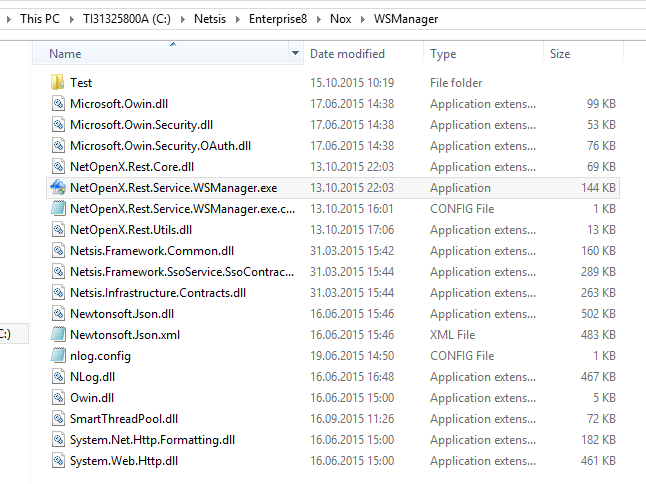 This PC > TI31325800A (C:) > Netsis > Enterprise8 > Nox > WSManager
Name Date modified Type Size
Test 15.10.2015 10:19 File folder
Microsoft.Owin.dll 17.06.2015 14:38 Application extens... 99 KB
Microsoft.Owin.Security.dll 17.06.2015 14:38 Application extens... 53 KB
Microsoft.Owin.Security.OAuth.dll 17.06.2015 14:38 Application extens... 76 KB
NetOpenX.Rest.Core.dll 13.10.2015 22:03 Application extens... 69 KB
NetOpenX.Rest.Service.WSManager.exe 13.10.2015 22:03 Application 144 KB
NetOpenX.Rest.Service.WSManager.exe.c... 13.10.2015 16:01 CONFIG File 1 KB
NetOpenX.Rest.Utils.dll 13.10.2015 17:06 Application extens... 13 KB
Netsis.Framework.Common.dll 31.03.2015 15:42 Application extens... 160 KB
Netsis.Framework.SsoService.SsoContrac... 31.03.2015 15:44 Application extens... 289 KB
Netsis.Infrastructure.Contracts.dll 31.03.2015 15:44 Application extens... 263 KB
Newtonsoft.Json.dll 16.06.2015 15:46 Application extens... 502 KB
C:) Newtonsoft.Json.xml 16.06.2015 15:46 XML File 483 KB
nlog.config 19.06.2015 14:50 CONFIG File 1 KB
NLog.dll 16.06.2015 16:48 Application extens... 467 KB
Owin.dll 16.06.2015 15:00 Application extens... 5 KB
SmartThreadPool.dll 16.09.2015 11:26 Application extens... 72 KB
System.Net.Http.Formatting.dll 16.06.2015 15:00 Application extens... 182 KB
System.Web.Http.dll 16.06.2015 15:00 Application extens... 461 KB